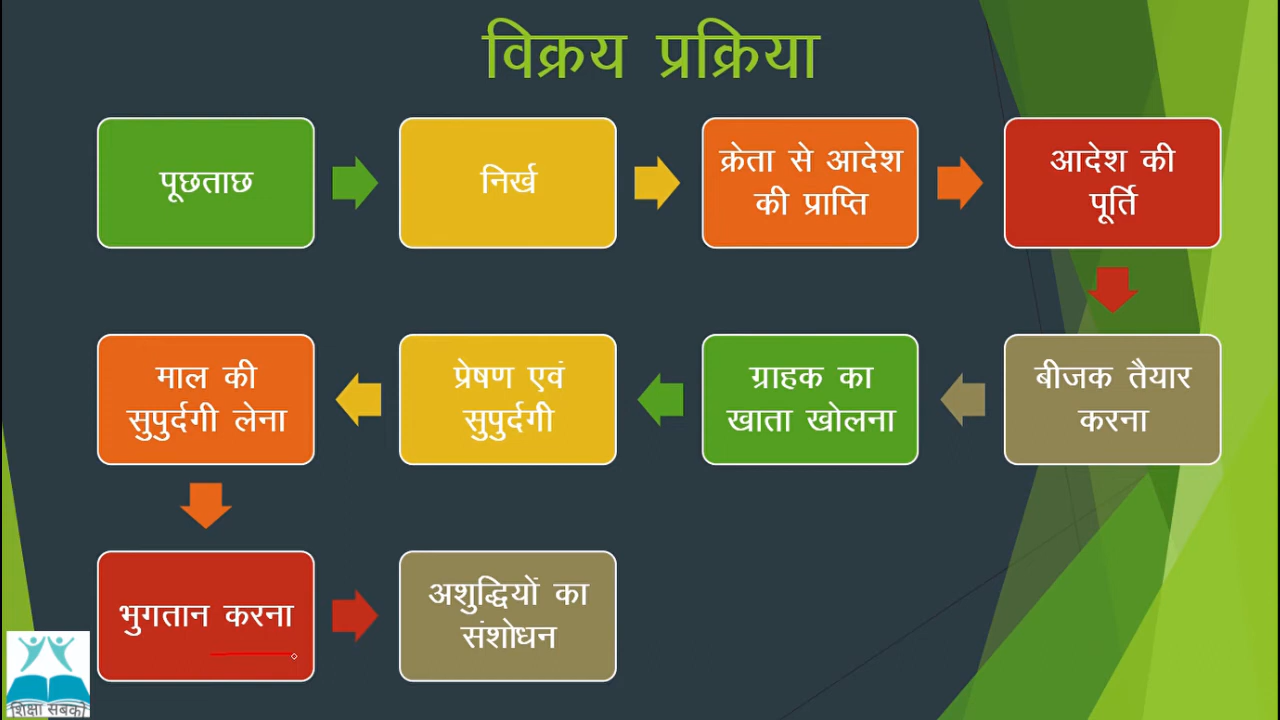 विक्रय प्रक्रिया
पूछताछ
निर्ख
क्रेता से आदेश
की प्राप्ति
आदेश की
पूर्ति
बीजक तैयार
करना
ग्राहक का
खाता खोलना
प्रेषण एवं
सुपुर्दगी
माल की
सुपुर्दगी लेना
भुगतान करना
अशुद्धियों का
संशोधन
शिक्षा सबकी